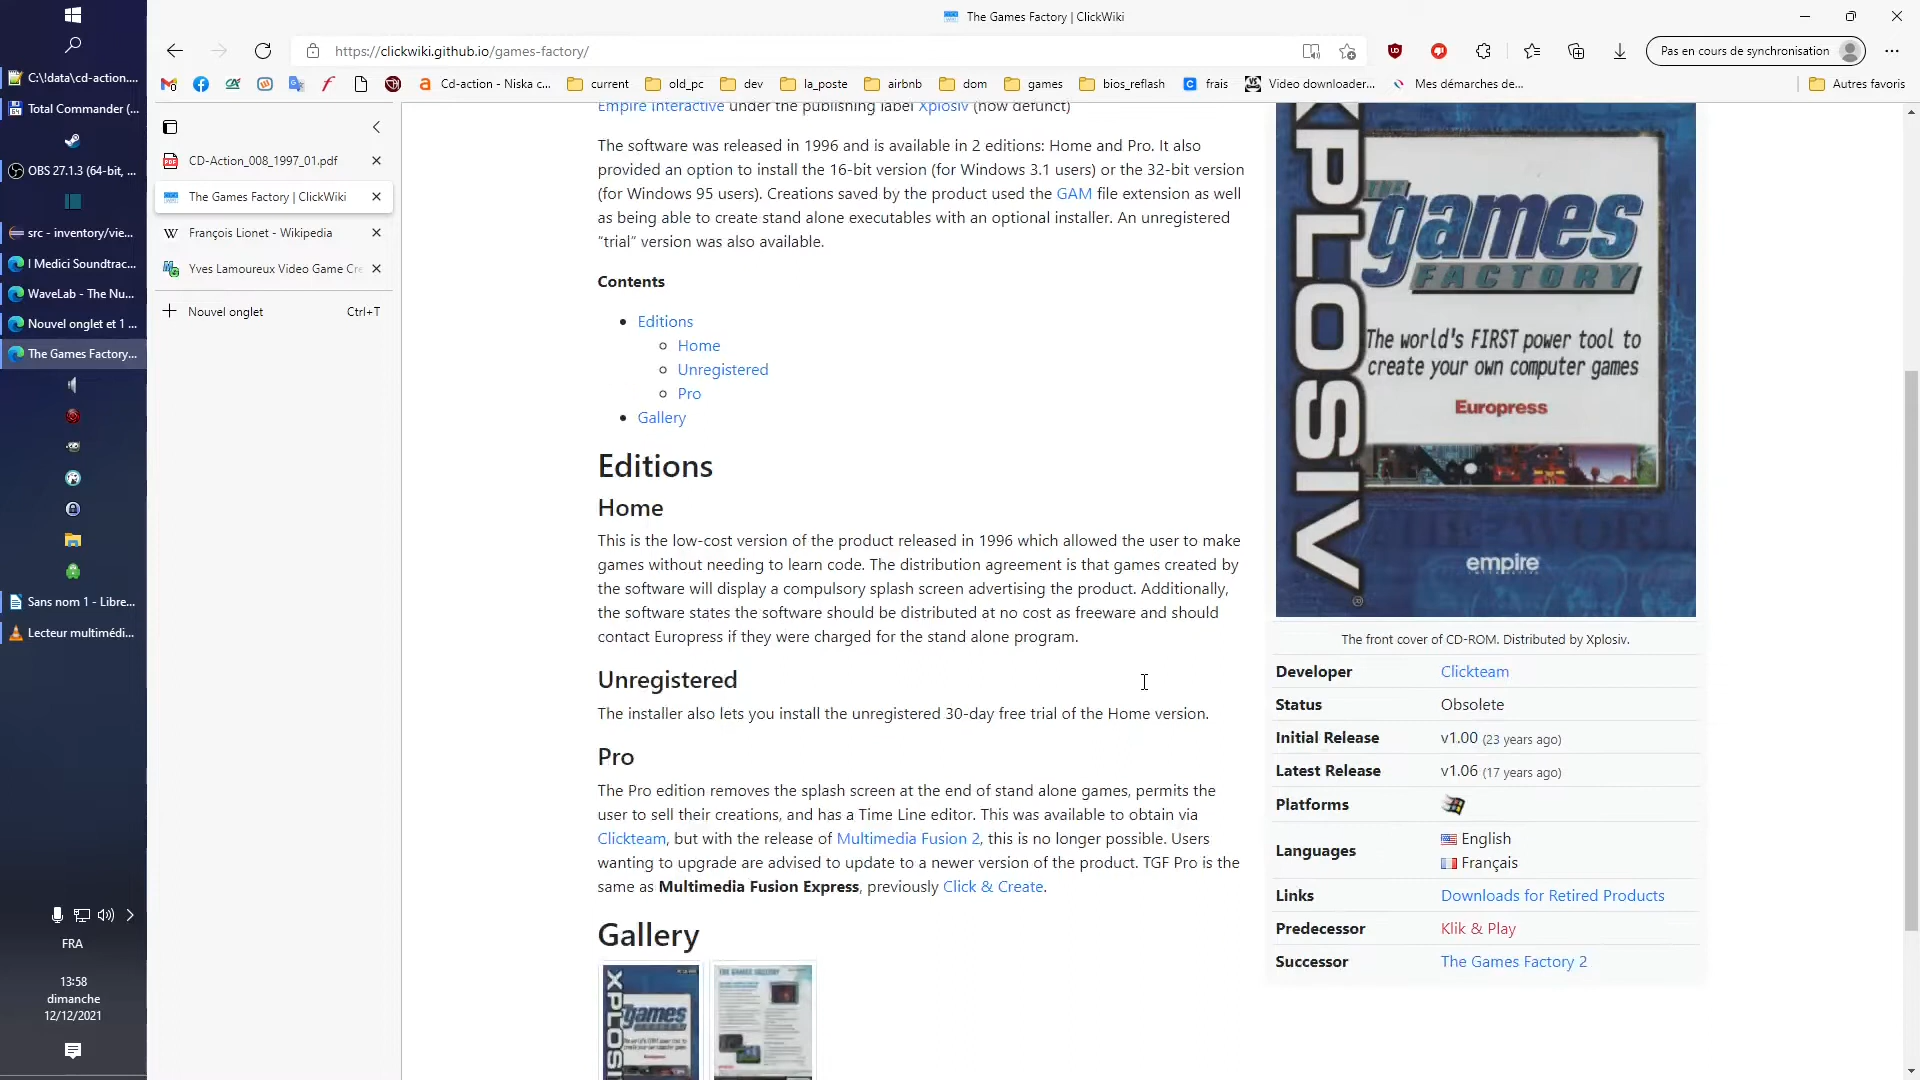 The Games Factory | ClickWiki
https://clickwiki.github.io/games-factory/
Pas en cours de synchronisation
Cd-action - Niska c...
current
old_pc
dev
la_poste
airbnb
dom
games
bios_reflash
frais
Video downloader...
Mes démarches de...
Autres favoris
C:\!data\cd-action....
Total Commander (...
OBS 27.1.3 (64-bit, ...
src - inventory/vie...
I Medici Soundtrac...
WaveLab - The Nu...
Nouvel onglet et 1 ...
The Games Factory...
Sans nom 1 - Libre...
Lecteur multimédi...
FRA
13:58
dimanche
12/12/2021
CD-Action_008_1997_01.pdf
The Games Factory | ClickWiki
François Lionet - Wikipedia
Yves Lamoureux Video Game Cre
Nouvel onglet Ctrl+T
Empire Interactive under the publishing label Xplosiv (now defunct)
The software was released in 1996 and is available in 2 editions: Home and Pro. It also
provided an option to install the 16-bit version (for Windows 3.1 users) or the 32-bit version
(for Windows 95 users). Creations saved by the product used the GAM file extension as well
as being able to create stand alone executables with an optional installer. An unregistered
“trial” version was also available.
Contents
Editions
Home
Unregistered
Pro
Gallery
Editions
Home
This is the low-cost version of the product released in 1996 which allowed the user to make
games without needing to learn code. The distribution agreement is that games created by
the software will display a compulsory splash screen advertising the product. Additionally,
the software states the software should be distributed at no cost as freeware and should
contact Europress if they were charged for the stand alone program.
Unregistered
The installer also lets you install the unregistered 30-day free trial of the Home version.
Pro
The Pro edition removes the splash screen at the end of stand alone games, permits the
user to sell their creations, and has a Time Line editor. This was available to obtain via
Clickteam, but with the release of Multimedia Fusion 2, this is no longer possible. Users
wanting to upgrade are advised to update to a newer version of the product. TGF Pro is the
same as Multimedia Fusion Express, previously Click & Create.
Gallery
XPLOSIV
games
Europress
THE GAMES FACTORY
XPLOSIV
THE
games
FACTORY
The world's FIRST power tool to
create your own computer games
Europress
empire
The front cover of CD-ROM. Distributed by Xplosiv.
Developer Clickteam
Status Obsolete
Initial Release v1.00 (23 years ago)
Latest Release v1.06 (17 years ago)
Platforms
Languages English
Français
Links Downloads for Retired Products
Predecessor Klik & Play
Successor The Games Factory 2